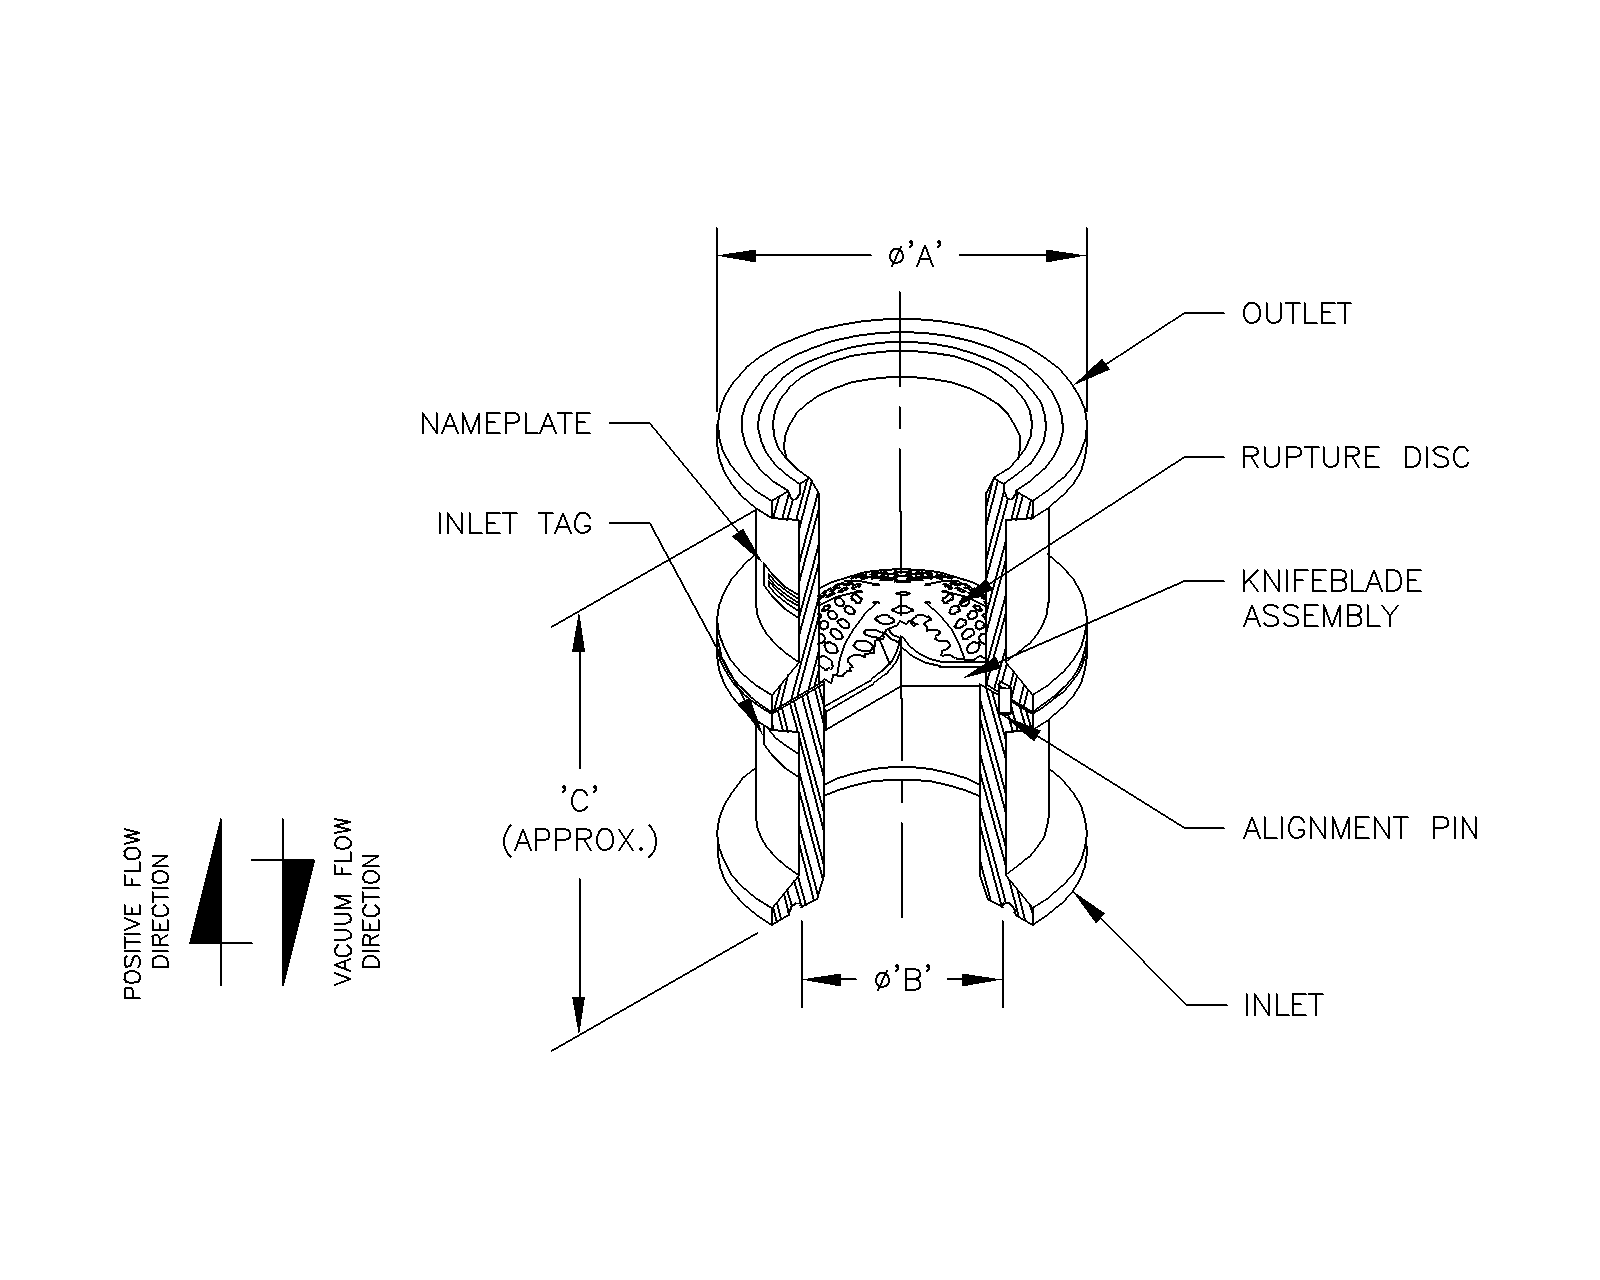 ø'A'
OUTLET
NAMEPLATE
RUPTURE DISC
INLET TAG
KNIFEBLADE
ASSEMBLY
'C'
(APPROX.)
ALIGNMENT PIN
POSITIVE FLOW
DIRECTION
VACUUM FLOW
DIRECTION
ø'B'
INLET